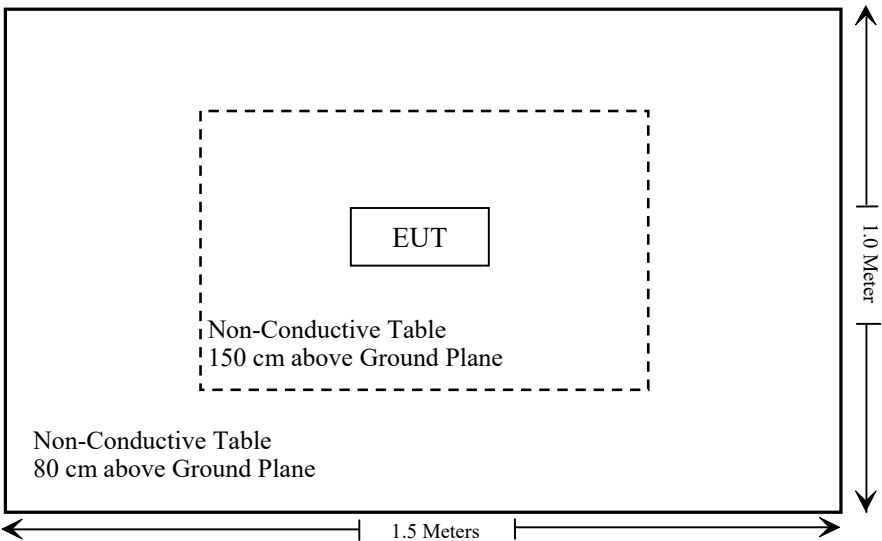 EUT
1.0 Meter
Non-Conductive Table
150 cm above Ground Plane
Non-Conductive Table
80 cm above Ground Plane
1.5 Meters